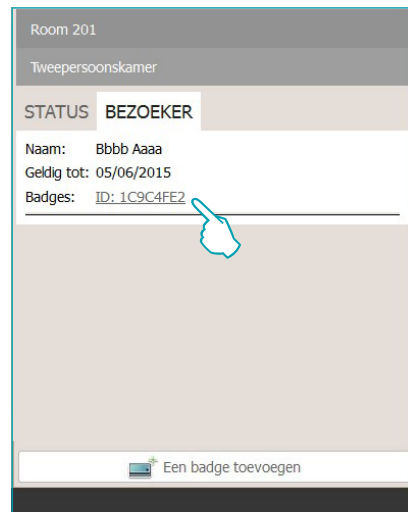 Room 201
Tweepersoonskamer
STATUS BEZOEKER
Naam: Bbbb Aaaa
Geldig tot: 05/06/2015
Badges: ID: 1C9C4FE2
Een badge toevoegen